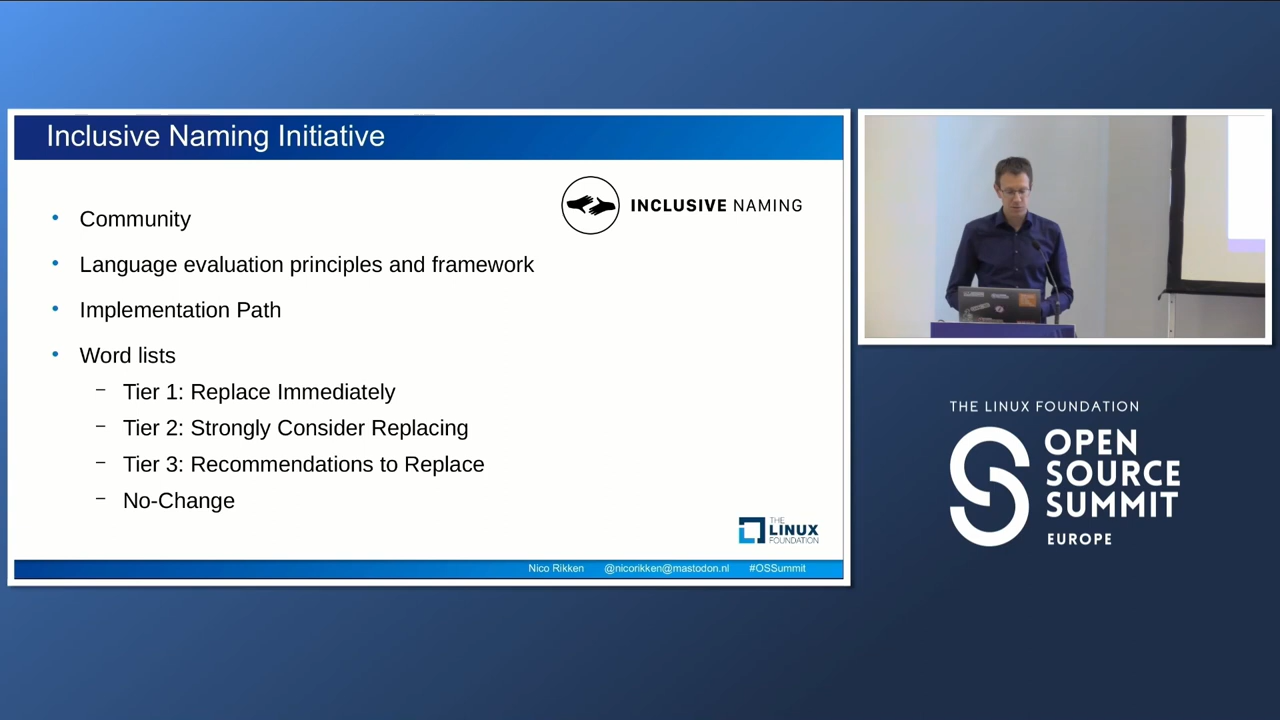 Inclusive Naming Initiative
INCLUSIVE NAMING
• Community
• Language evaluation principles and framework
• Implementation Path
• Word lists
– Tier 1: Replace Immediately
– Tier 2: Strongly Consider Replacing
– Tier 3: Recommendations to Replace
– No-Change
THE
LINUX
FOUNDATION
Nico Rikken @nicorikken@mastodon.nl #OSSummit
THE LINUX FOUNDATION
OPEN
SOURCE
SUMMIT
EUROPE